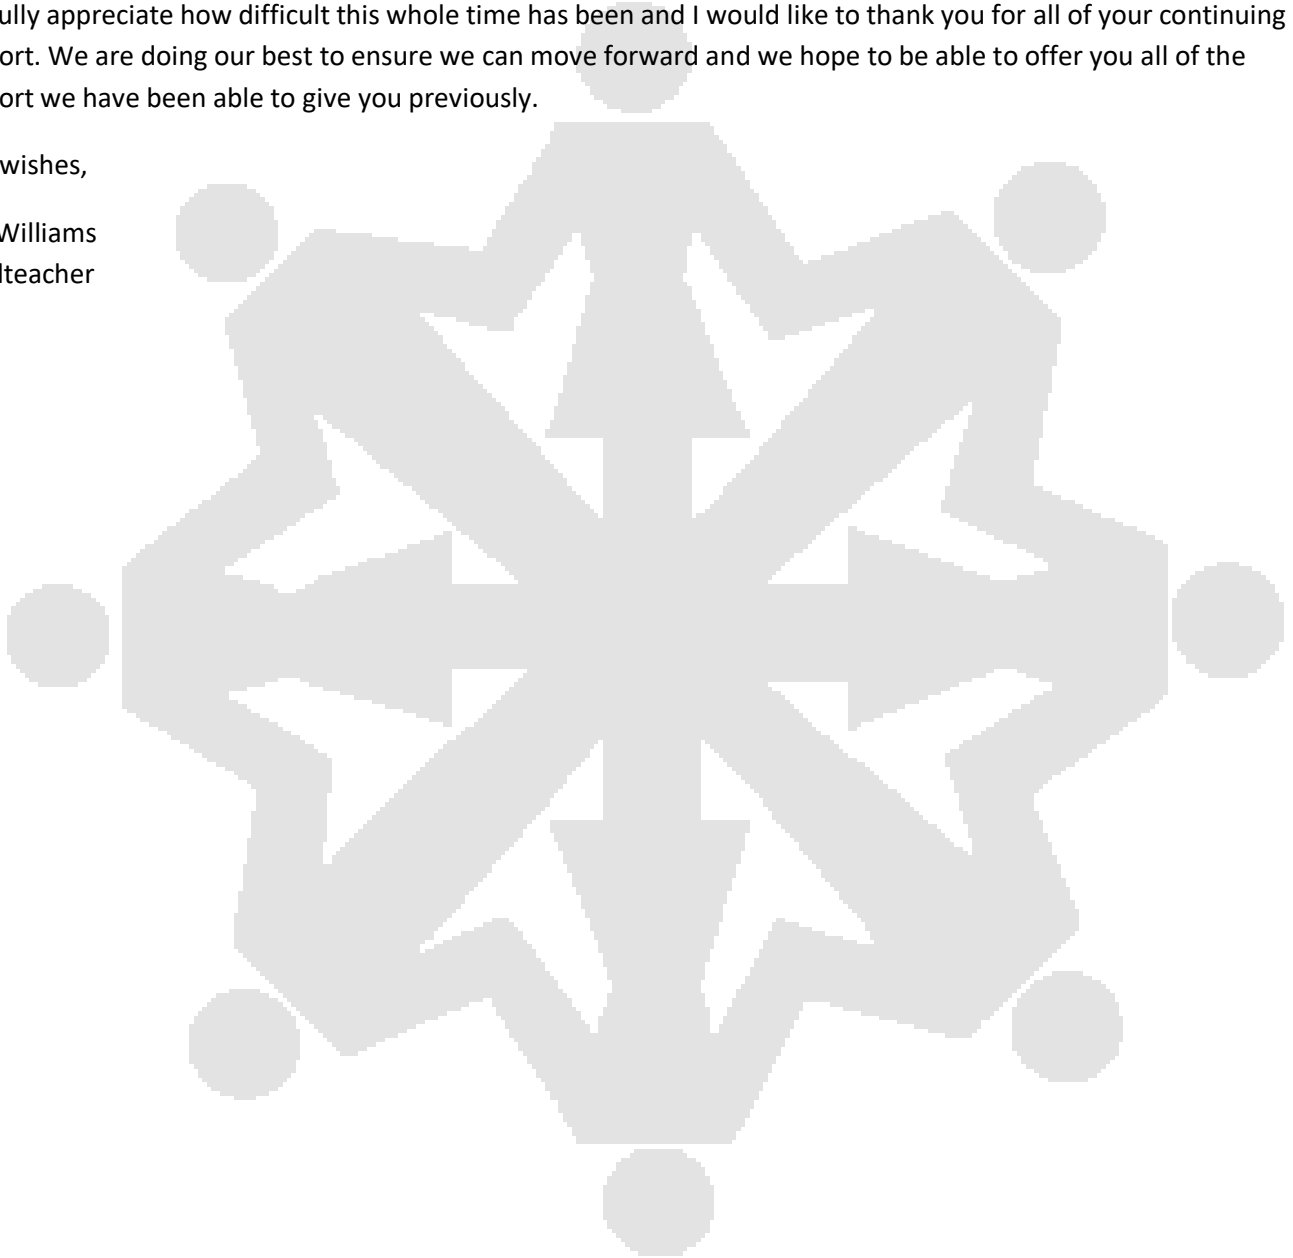 ully appreciate how difficult this whole time has been and I would like to thank you for all of your continuing
ort. We are doing our best to ensure we can move forward and we hope to be able to offer you all of the
ort we have been able to give you previously.
wishes,
Williams
lteacher